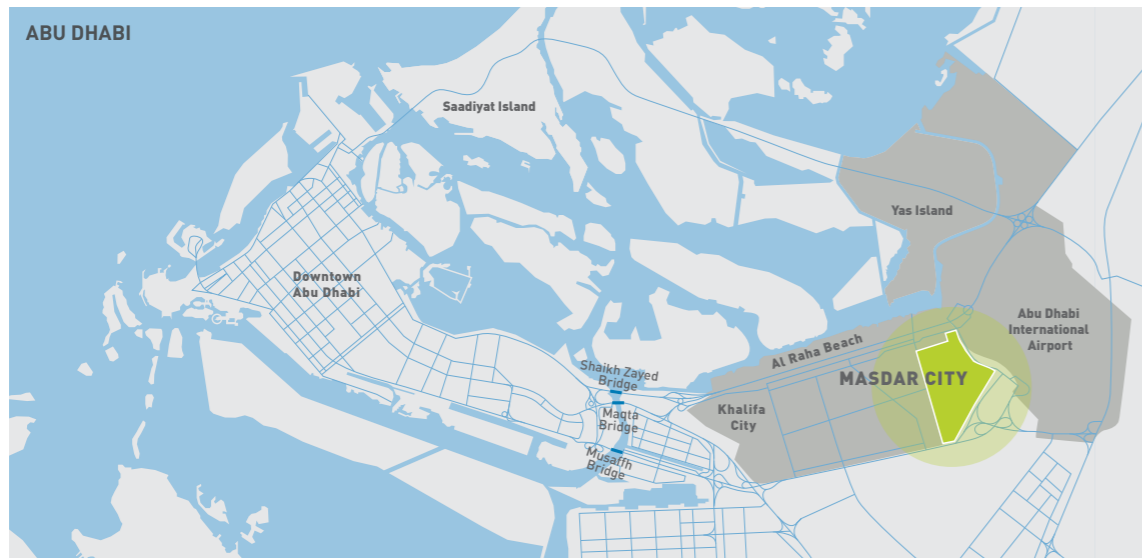 ABU DHABI
Saadiyat Island
Yas Island
Downtown
Abu Dhabi
Abu Dhabi
International
Airport
Al Raha Beach
MASDAR CITY
Shaikh Zayed
Bridge
Maqta
Bridge
Khalifa
City
Musaffh
Bridge